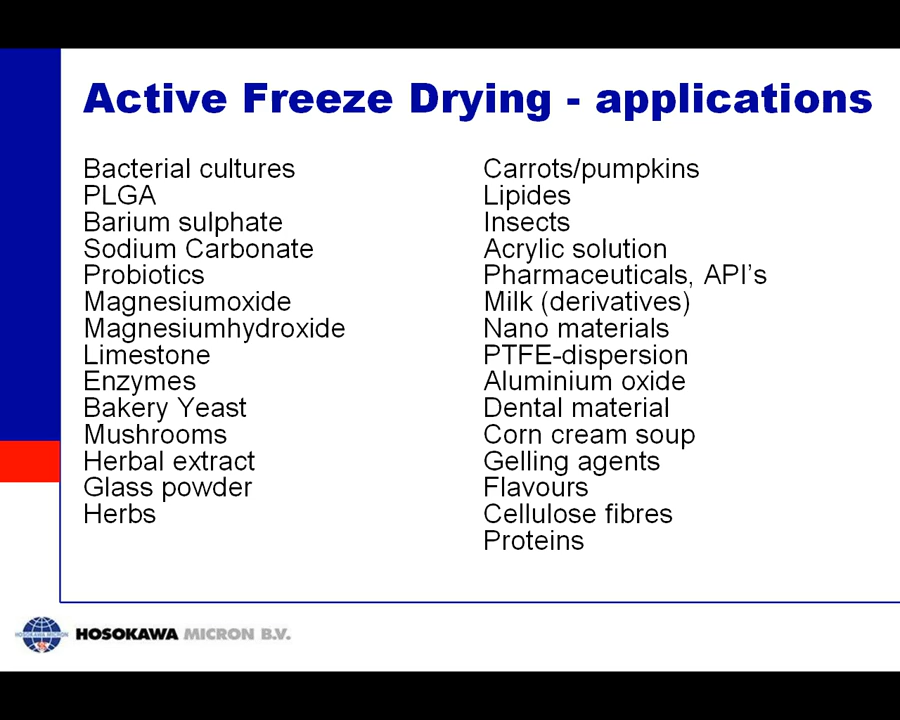 Active Freeze Drying - applications
Bacterial cultures
PLGA
Barium sulphate
Sodium Carbonate
Probiotics
Magnesiumoxide
Magnesiumhydroxide
Limestone
Enzymes
Bakery Yeast
Mushrooms
Herbal extract
Glass powder
Herbs
Carrots/pumpkins
Lipides
Insects
Acrylic solution
Pharmaceuticals, API’s
Milk (derivatives)
Nano materials
PTFE-dispersion
Aluminium oxide
Dental material
Corn cream soup
Gelling agents
Flavours
Cellulose fibres
Proteins
HOSOKAWA MICRON
HOSOKAWA MICRON B.V.